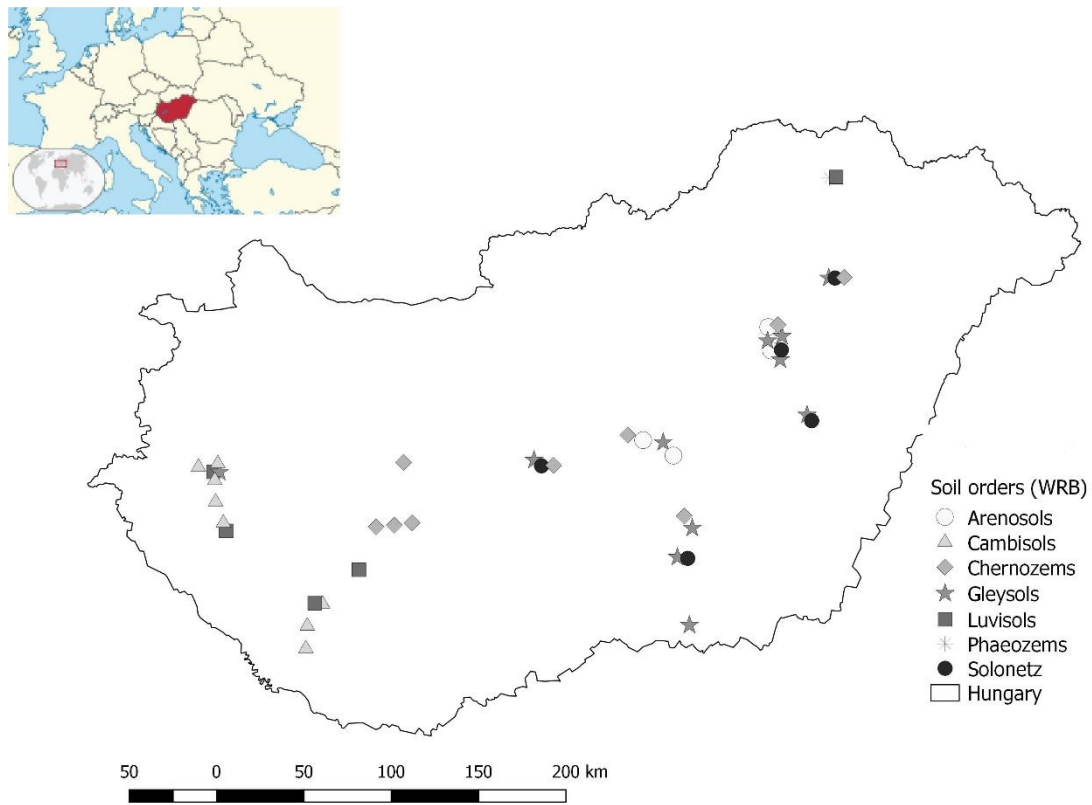 Soil orders (WRB)
Arenosols
Cambisols
Chernozems
Gleysols
Luvisols
Phaeozems
Solonetz
Hungary
50 0 50 100 150 200 km